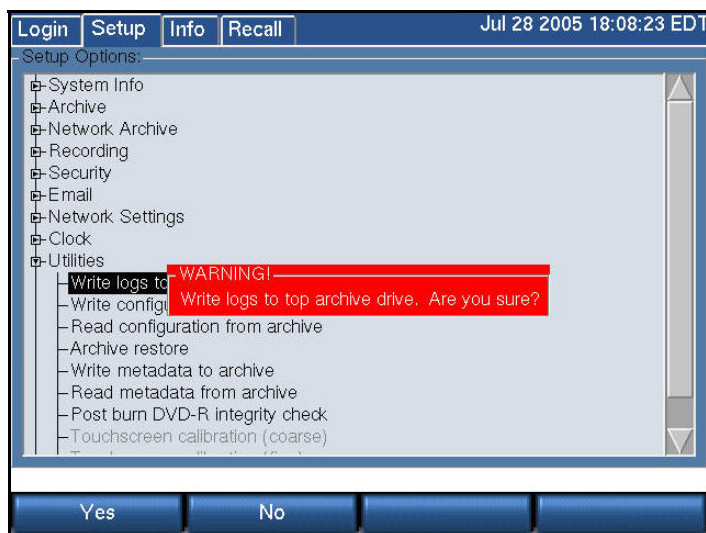 Login Setup Info Recall Jul 28 2005 18:08:23 EDT
Setup Options:
System Info
Archive
Network Archive
Recording
Security
Email
Network Settings
Clock
Utilities
WARNING!
Write logs to
Write logs to top archive drive. Are you sure?
Write config
Read configuration from archive
Archive restore
Write metadata to archive
Read metadata from archive
Post burn DVD-R integrity check
Touchscreen calibration (coarse)
Yes No